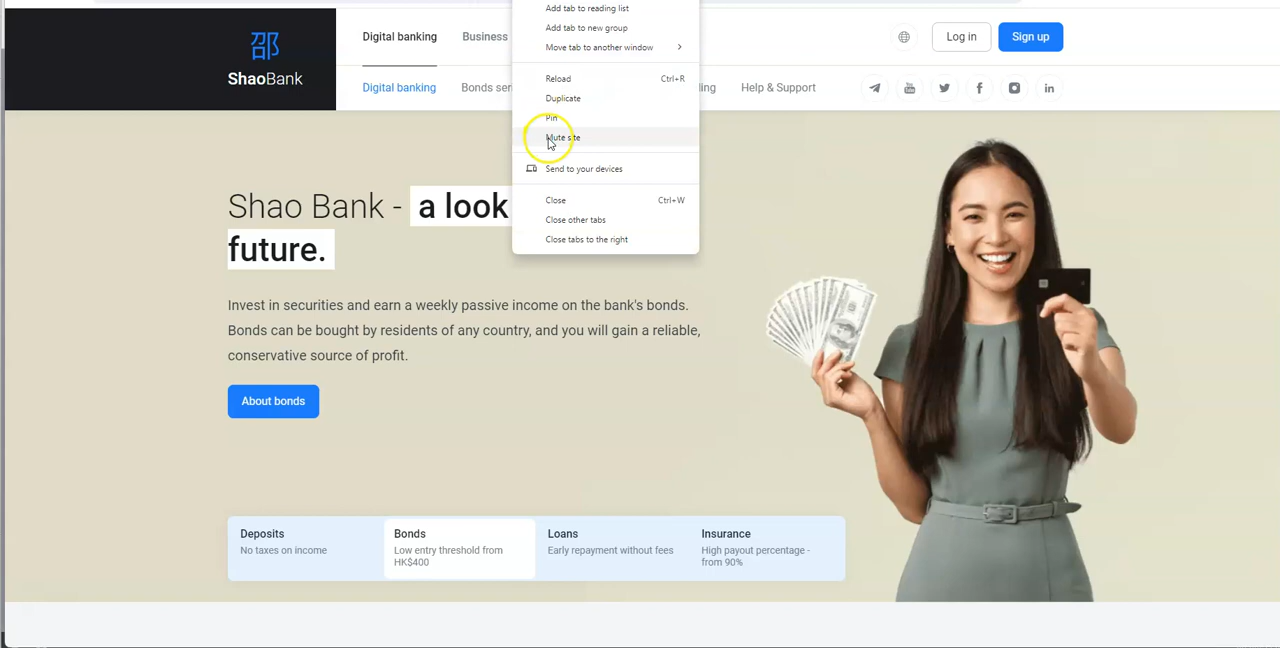 Add tab to reading list
Add tab to new group
Move tab to another window
Reload Ctrl+R
Duplicate
Pin
Mute site
Send to your devices
Close Ctrl+W
Close other tabs
Close tabs to the right
邵
ShaoBank
Digital banking Business
Log in Sign up
Digital banking Bonds ser ing Help & Support
Shao Bank - a look
future.
Invest in securities and earn a weekly passive income on the bank's bonds.
Bonds can be bought by residents of any country, and you will gain a reliable,
conservative source of profit.
About bonds
Deposits
No taxes on income
Bonds
Low entry threshold from
HK$400
Loans
Early repayment without fees
Insurance
High payout percentage -
from 90%